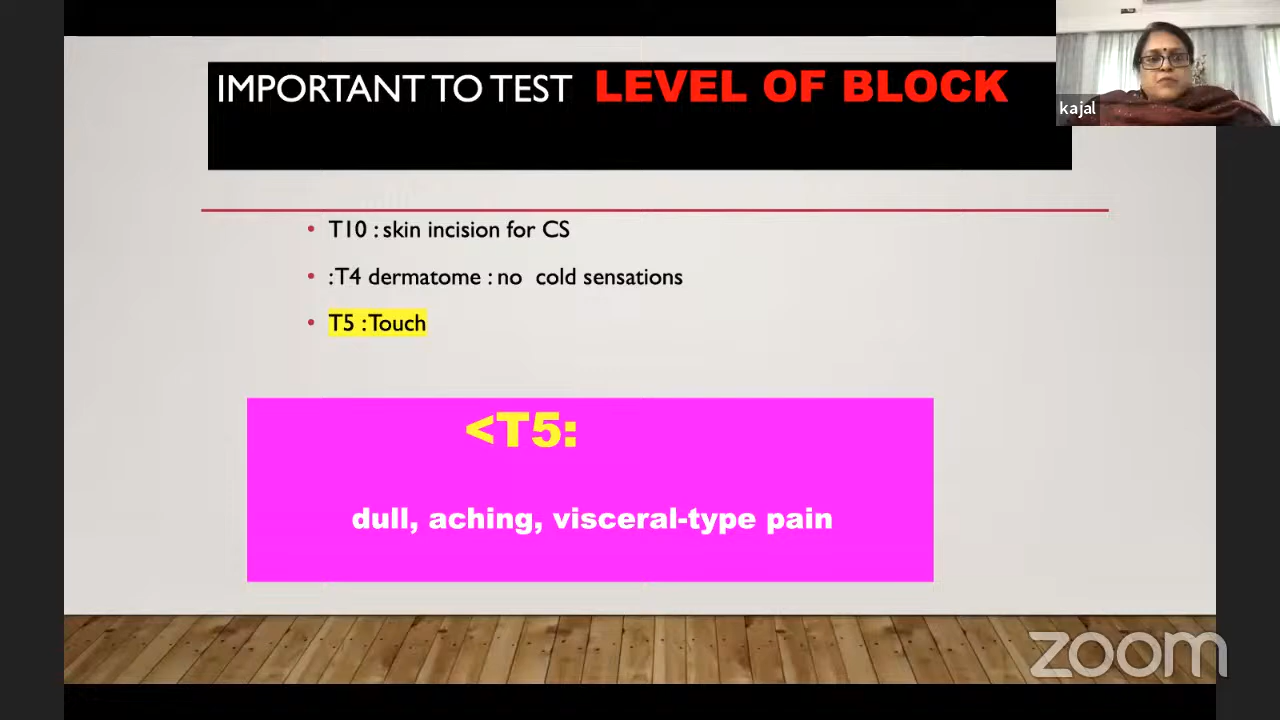 IMPORTANT TO TEST LEVEL OF BLOCK
kajal
• T10 : skin incision for CS
• :T4 dermatome : no cold sensations
• T5 :Touch
<T5:
dull, aching, visceral-type pain
zoom